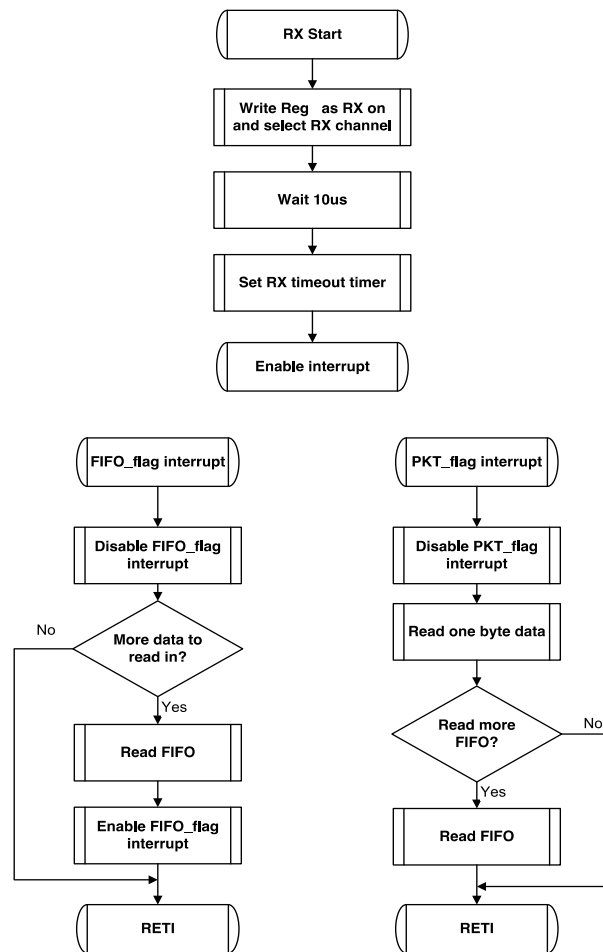 RX Start
Write Reg as RX on
and select RX channel
Wait 10us
Set RX timeout timer
Enable interrupt
FIFO_flag interrupt
Disable FIFO_flag
interrupt
No
More data to
read in?
Yes
Read FIFO
Enable FIFO_flag
interrupt
RETI
PKT_flag interrupt
Disable PKT_flag
interrupt
Read one byte data
Read more
FIFO?
No
Yes
Read FIFO
RETI